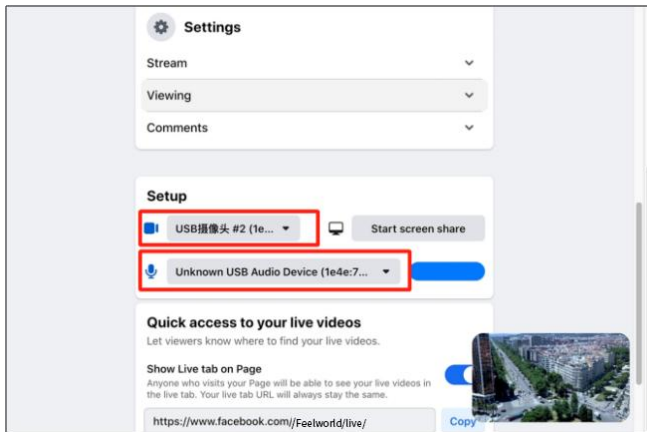 Settings
Stream
Viewing
Comments
Setup
USB摄像头 #2 (1e...
Start screen share
Unknown USB Audio Device (1e4e:7...
Quick access to your live videos
Let viewers know where to find your live videos.
Show Live tab on Page
Anyone who visits your Page will be able to see your live videos in
the live tab. Your live tab URL will always stay the same.
https://www.facebook.com//Feelworld/live/
Copy